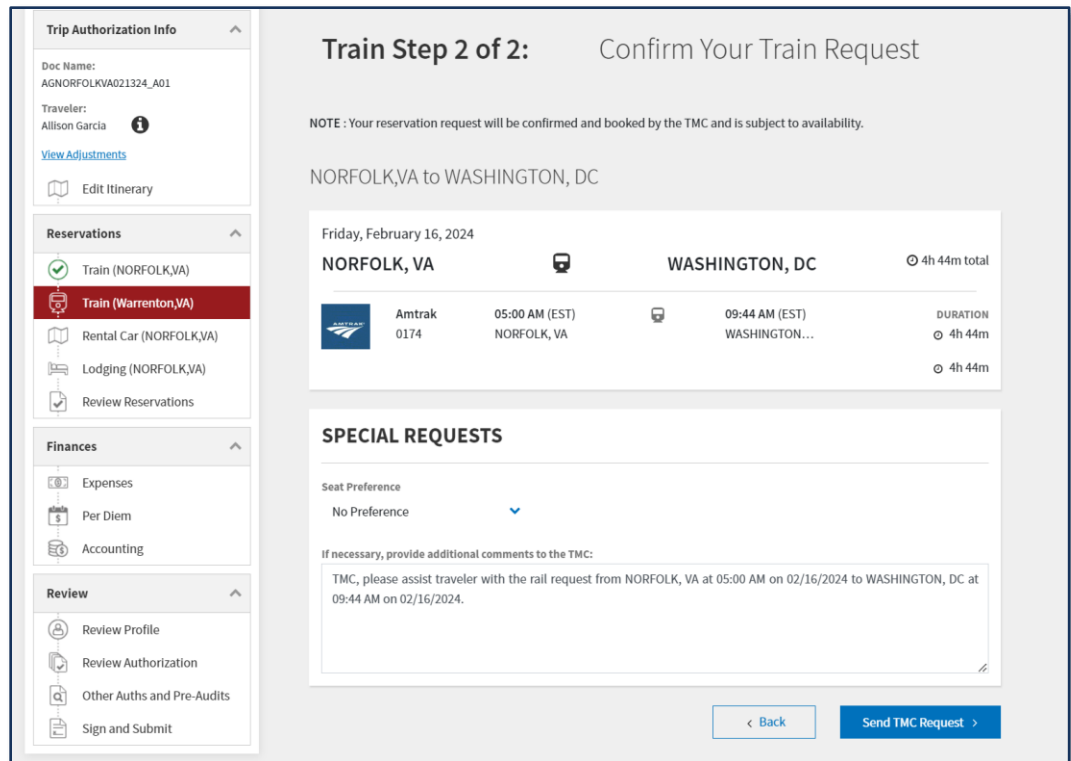 Trip Authorization Info
Doc Name:
AGNORFOLKVA021324_A01
Traveler:
Allison Garcia
View Adjustments
Edit Itinerary
Reservations
Train (NORFOLK,VA)
Train (Warrenton,VA)
Rental Car (NORFOLK,VA)
Lodging (NORFOLK,VA)
Review Reservations
Finances
Expenses
Per Diem
Accounting
Review
Review Profile
Review Authorization
Other Auths and Pre-Audits
Sign and Submit
Train Step 2 of 2: Confirm Your Train Request
NOTE : Your reservation request will be confirmed and booked by the TMC and is subject to availability.
NORFOLK,VA to WASHINGTON, DC
Friday, February 16, 2024
NORFOLK, VA WASHINGTON, DC 4h 44m total
AMTRAK Amtrak 05:00 AM (EST) 09:44 AM (EST) DURATION
0174 NORFOLK, VA WASHINGTON... 4h 44m
4h 44m
SPECIAL REQUESTS
Seat Preference
No Preference
If necessary, provide additional comments to the TMC:
TMC, please assist traveler with the rail request from NORFOLK, VA at 05:00 AM on 02/16/2024 to WASHINGTON, DC at
09:44 AM on 02/16/2024.
< Back Send TMC Request >